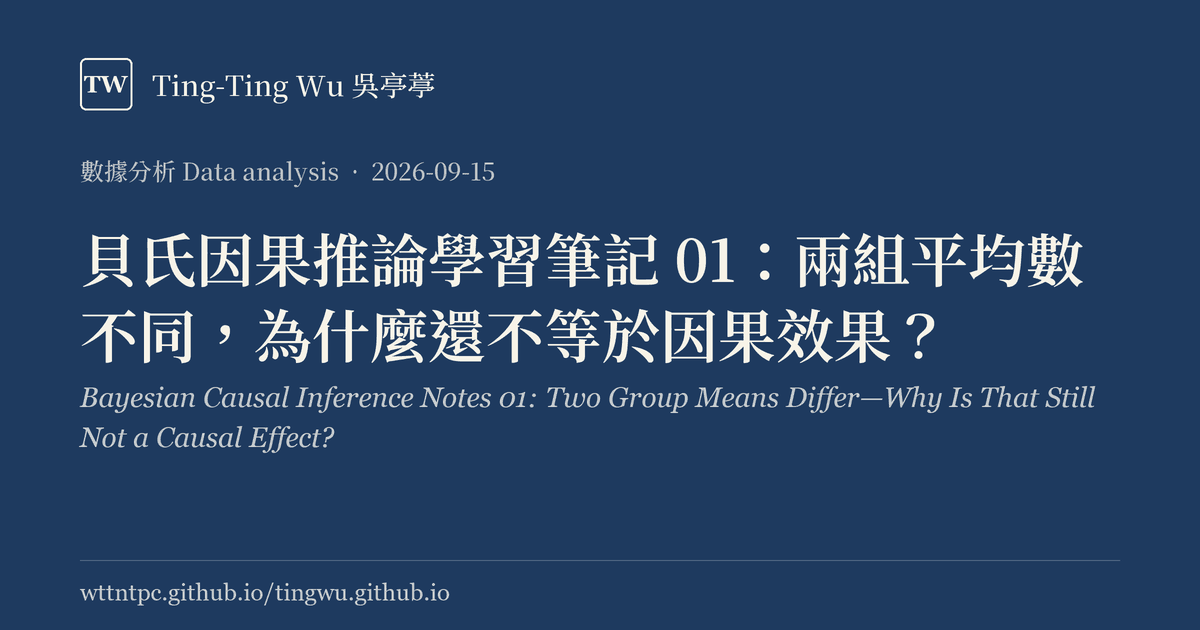 TW
Ting-Ting Wu 吳亭葶
數據分析 Data analysis · 2026-09-15
貝氏因果推論學習筆記 01：兩組平均數
不同，為什麼還不等於因果效果？
Bayesian Causal Inference Notes 01: Two Group Means Differ—Why Is That Still
Not a Causal Effect?
wttntpc.github.io/tingwu.github.io